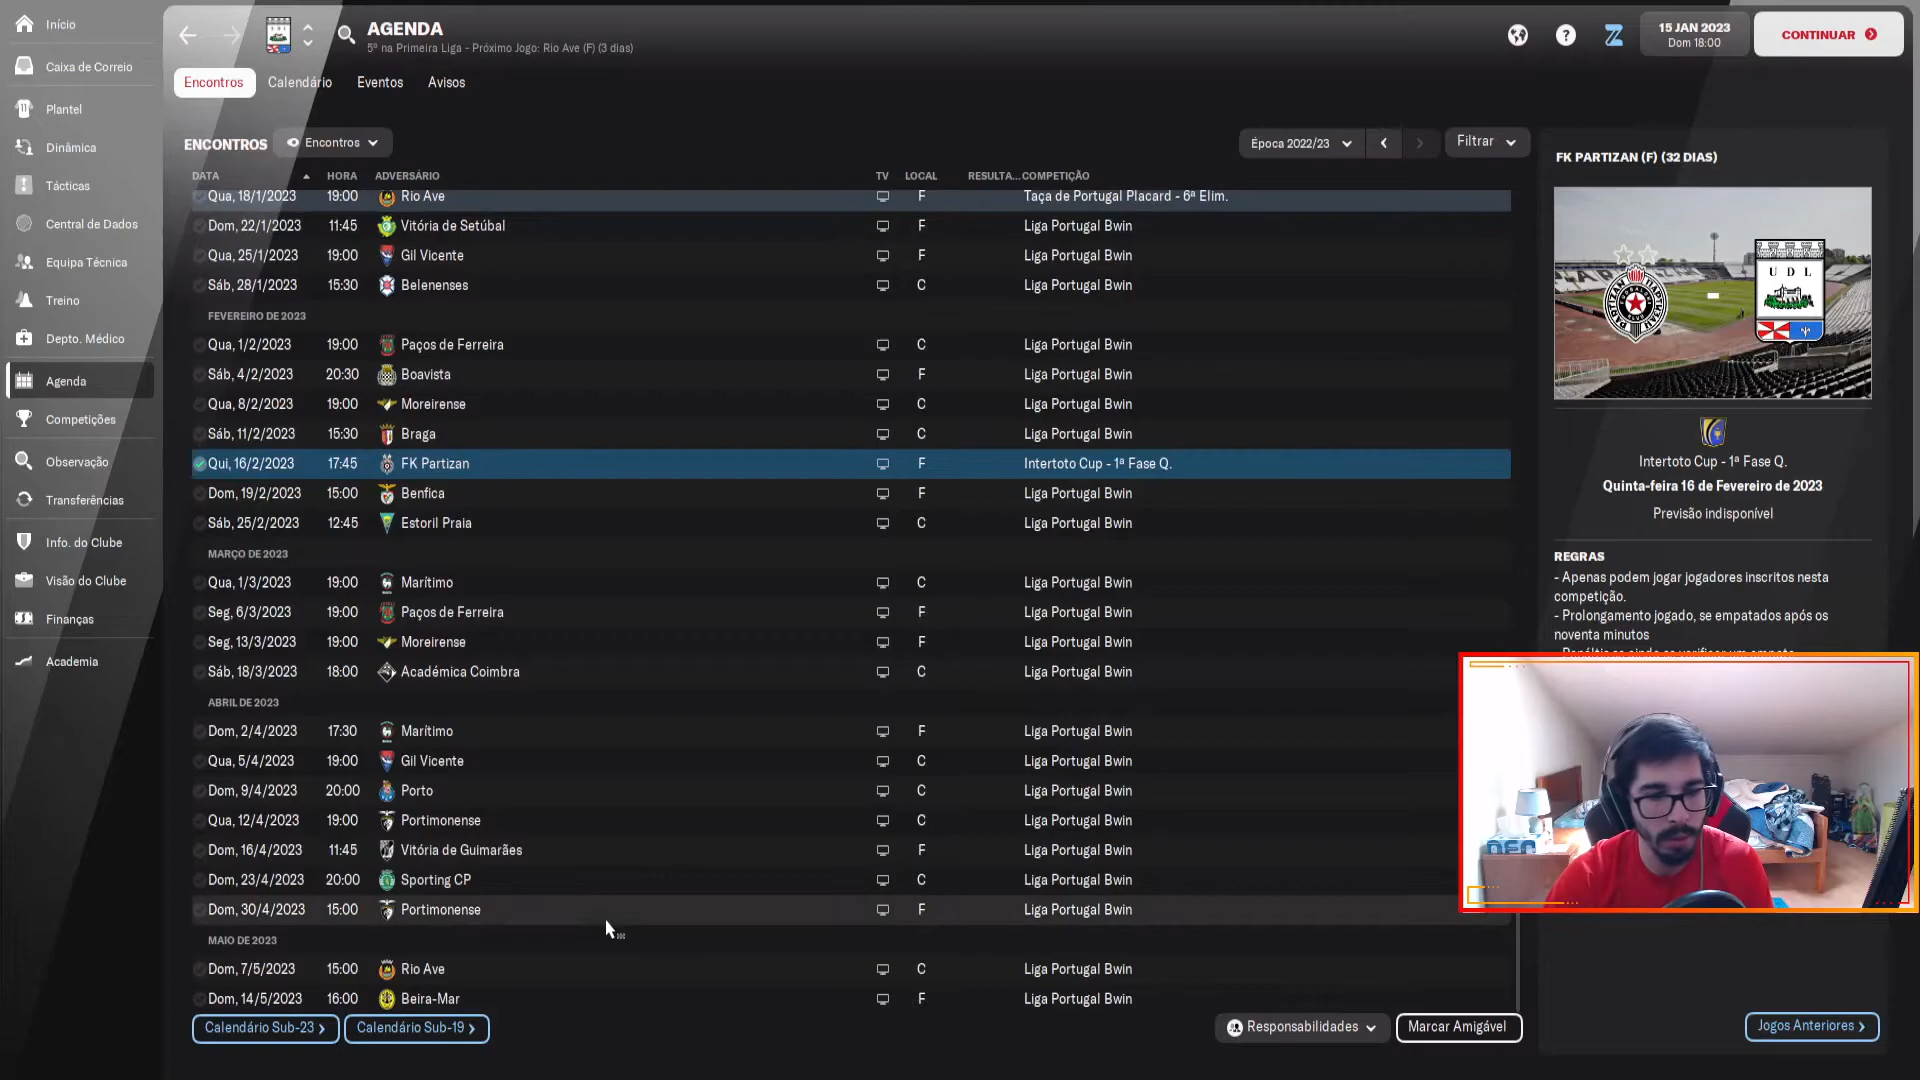 Início
Caixa de Correio
Plantel
Dinâmica
Tácticas
Central de Dados
Equipa Técnica
Treino
Depto. Médico
Agenda
Competições
Observação
Transferências
Info. do Clube
Visão do Clube
Finanças
Academia
AGENDA
5º na Primeira Liga - Próximo Jogo: Rio Ave (F) (3 dias)
15 JAN 2023
Dom 18:00
CONTINUAR
Encontros Calendário Eventos Avisos
ENCONTROS Encontros Época 2022/23 Filtrar
DATA HORA ADVERSÁRIO TV LOCAL RESULTA... COMPETIÇÃO
Qua, 18/1/2023 19:00 Rio Ave F Taça de Portugal Placard - 6ª Elim.
Dom, 22/1/2023 11:45 Vitória de Setúbal F Liga Portugal Bwin
Qua, 25/1/2023 19:00 Gil Vicente F Liga Portugal Bwin
Sáb, 28/1/2023 15:30 Belenenses C Liga Portugal Bwin
FEVEREIRO DE 2023
Qua, 1/2/2023 19:00 Paços de Ferreira C Liga Portugal Bwin
Sáb, 4/2/2023 20:30 Boavista F Liga Portugal Bwin
Qua, 8/2/2023 19:00 Moreirense C Liga Portugal Bwin
Sáb, 11/2/2023 15:30 Braga C Liga Portugal Bwin
Qui, 16/2/2023 17:45 FK Partizan F Intertoto Cup - 1ª Fase Q.
Dom, 19/2/2023 15:00 Benfica F Liga Portugal Bwin
Sáb, 25/2/2023 12:45 Estoril Praia C Liga Portugal Bwin
MARÇO DE 2023
Qua, 1/3/2023 19:00 Marítimo C Liga Portugal Bwin
Seg, 6/3/2023 19:00 Paços de Ferreira F Liga Portugal Bwin
Seg, 13/3/2023 19:00 Moreirense F Liga Portugal Bwin
Sáb, 18/3/2023 18:00 Académica Coimbra C Liga Portugal Bwin
ABRIL DE 2023
Dom, 2/4/2023 17:30 Marítimo F Liga Portugal Bwin
Qua, 5/4/2023 19:00 Gil Vicente C Liga Portugal Bwin
Dom, 9/4/2023 20:00 Porto C Liga Portugal Bwin
Qua, 12/4/2023 19:00 Portimonense C Liga Portugal Bwin
Dom, 16/4/2023 11:45 Vitória de Guimarães F Liga Portugal Bwin
Dom, 23/4/2023 20:00 Sporting CP C Liga Portugal Bwin
Dom, 30/4/2023 15:00 Portimonense F Liga Portugal Bwin
MAIO DE 2023
Dom, 7/5/2023 15:00 Rio Ave C Liga Portugal Bwin
Dom, 14/5/2023 16:00 Beira-Mar F Liga Portugal Bwin
Calendário Sub-23 Calendário Sub-19 Responsabilidades Marcar Amigável
FK PARTIZAN (F) (32 DIAS)
U D L
Intertoto Cup - 1ª Fase Q.
Quinta-feira 16 de Fevereiro de 2023
Previsão indisponível
REGRAS
- Apenas podem jogar jogadores inscritos nesta
competição.
- Prolongamento jogado, se empatados após os
noventa minutos
Jogos Anteriores